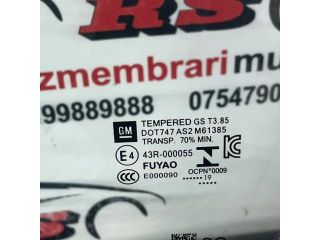 RS
zmembrari mu
99889888 0754790
GM
TEMPERED GS T3.85
DOT747 AS2 M61385
TRANSP. 70% MIN.
E4 43R-000055
FUYAO
CCC E000090
N
OCPN°0009
19